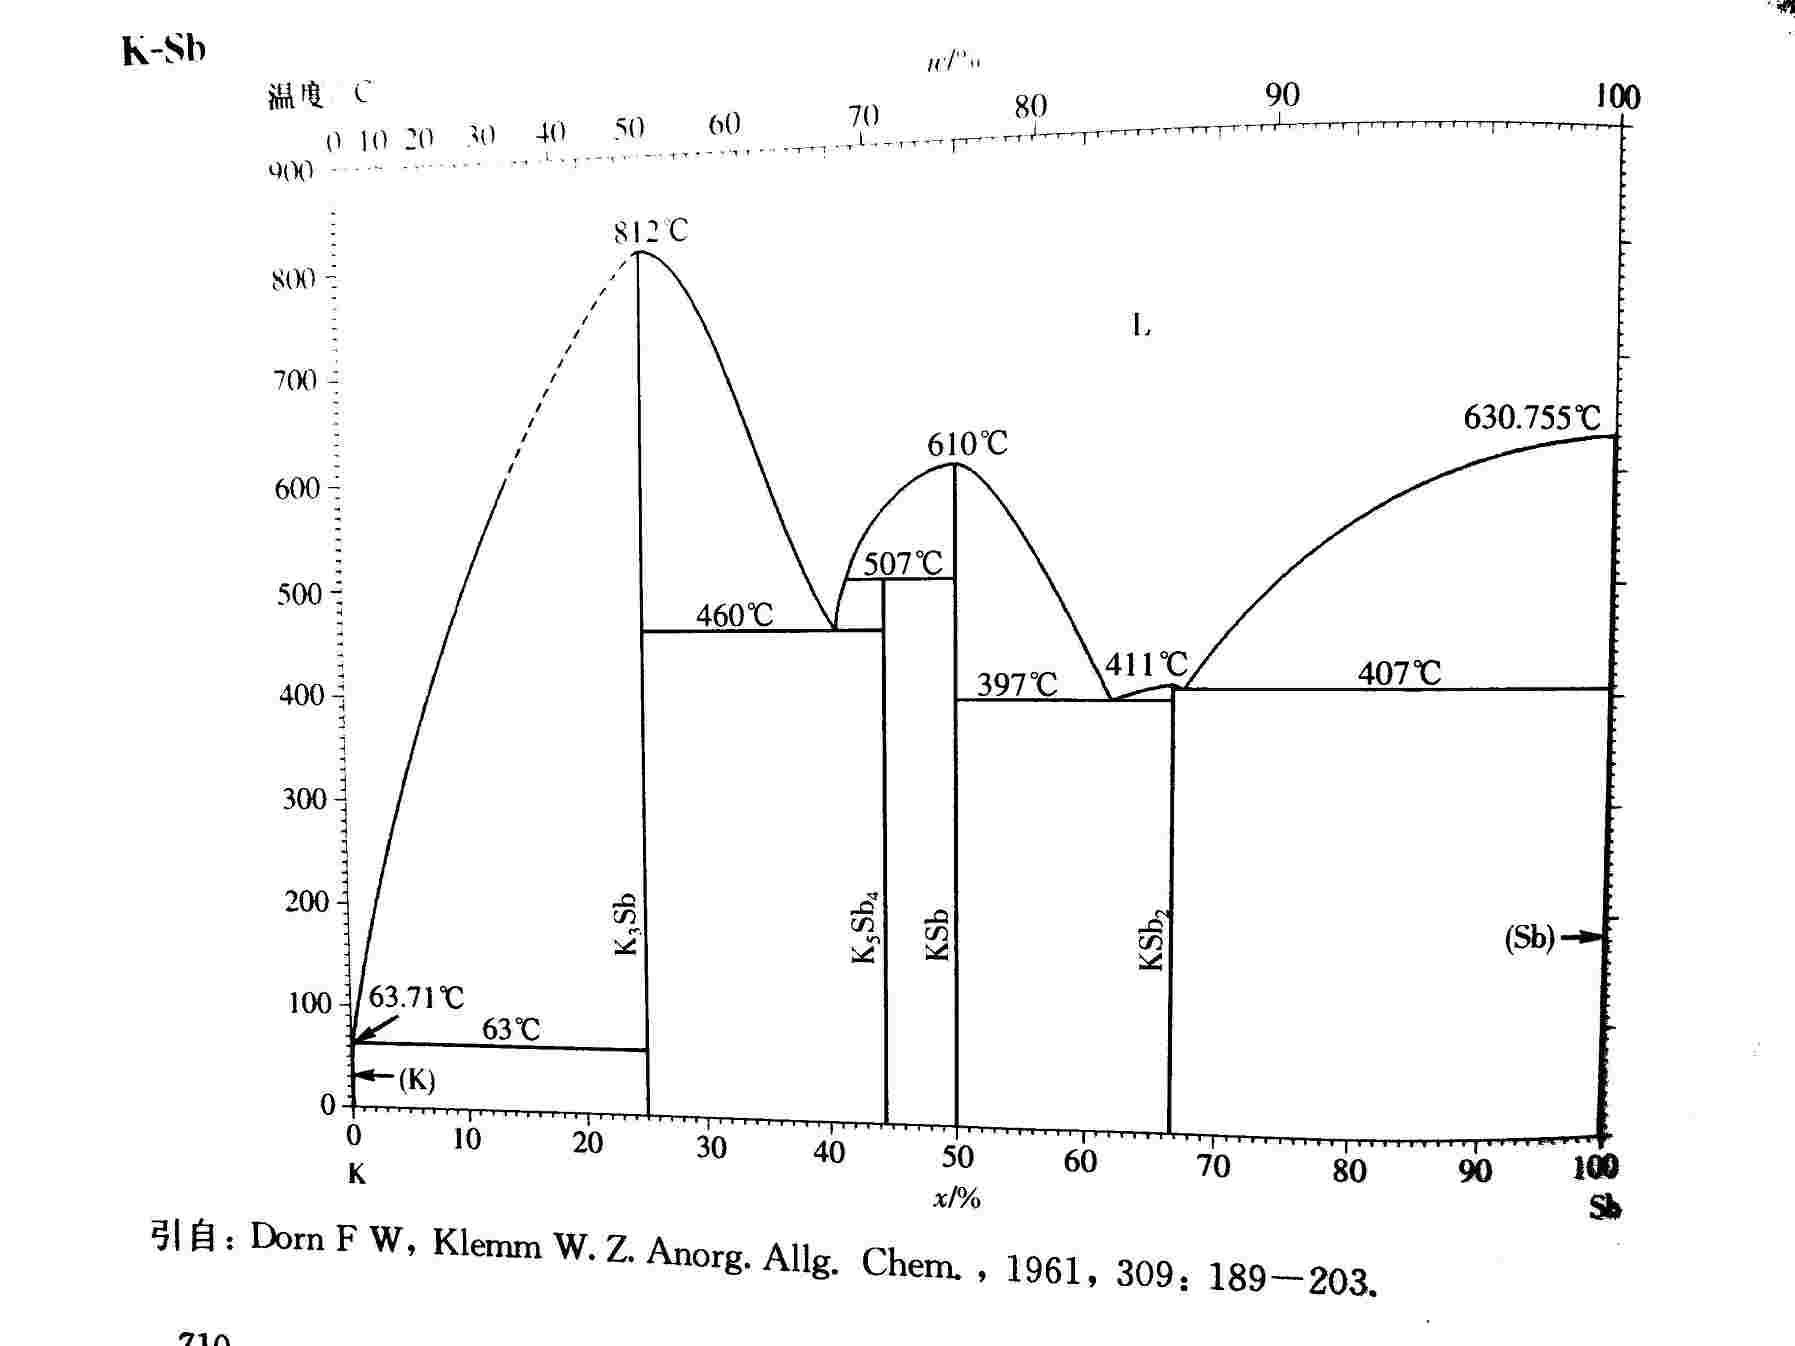 K-Sb
温度 C
0 10 20 30 40 50 60 70 80 90 100
900
812℃
800
L
700
630.755℃
610℃
600
507℃
500
460℃
411℃
407℃
400
397℃
300
200
K₃Sb
K₅Sb₄
KSb
KSb₂
(Sb)
100
63.71℃
63℃
(K)
0
0 10 20 30 40 50 60 70 80 90 100
K
x/%
Sb
引自：Dorn F W, Klemm W. Z. Anorg. Allg. Chem., 1961, 309: 189—203.
710